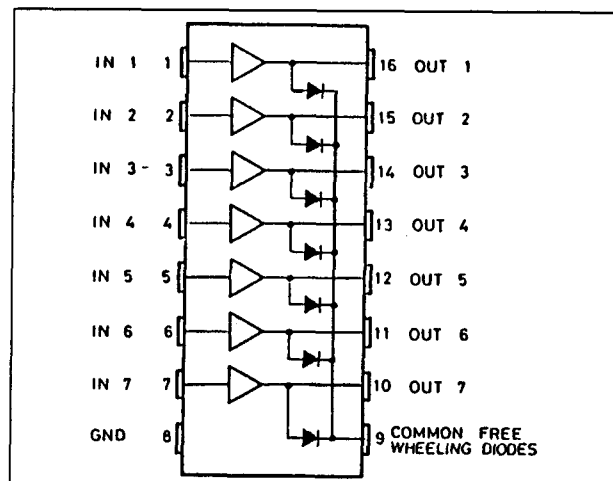 IN 1 1 16 OUT 1
IN 2 2 15 OUT 2
IN 3 - 3 14 OUT 3
IN 4 4 13 OUT 4
IN 5 5 12 OUT 5
IN 6 6 11 OUT 6
IN 7 7 10 OUT 7
GND 8 9 COMMON FREE
WHEELING DIODES